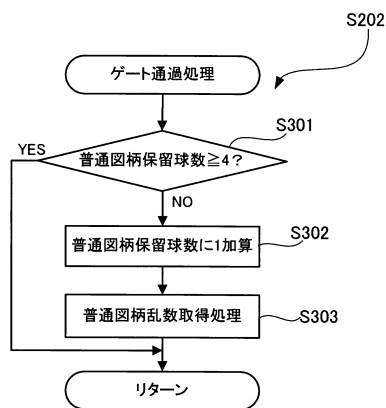 S202
ゲート通過処理
S301
YES
普通図柄保留球数≧4？
NO
普通図柄保留球数に1加算
S302
普通図柄乱数取得処理
S303
リターン